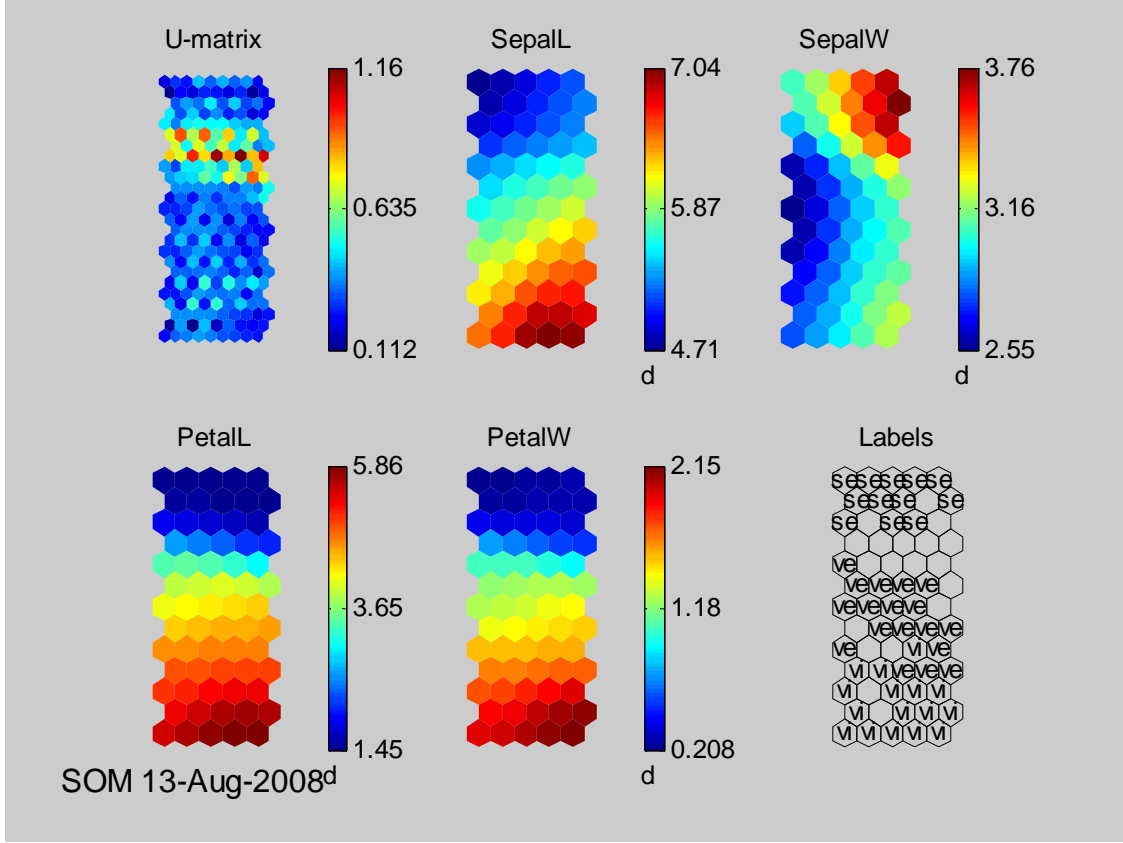 U-matrix
1.16
0.635
0.112
SepalL
7.04
5.87
4.71
d
SepalW
3.76
3.16
2.55
d
PetalL
5.86
3.65
1.45
d
PetalW
2.15
1.18
0.208
d
Labels
se se se se se
se se se se
se se se
ve
ve ve ve ve
ve ve ve ve
ve ve ve ve
ve vi vi
vi vi ve ve ve
vi vi vi vi
vi vi vi vi
vi vi vi vi vi
SOM 13-Aug-2008